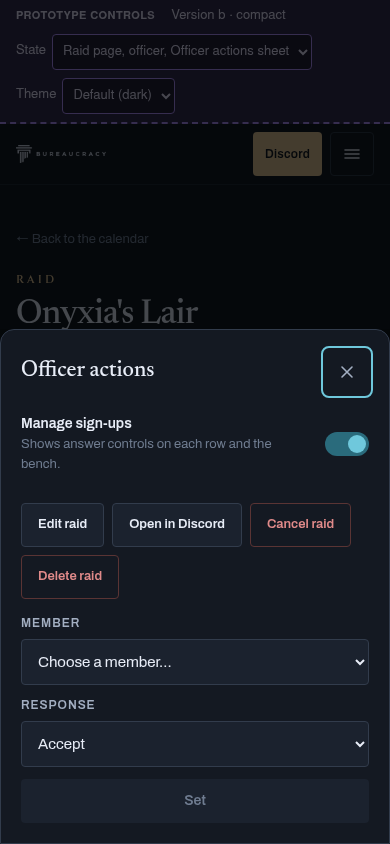 PROTOTYPE CONTROLS Version b · compact
State Raid page, officer, Officer actions sheet
Theme Default (dark)
BUREAUCRACY Discord
← Back to the calendar
RAID
Onyxia's Lair
Officer actions
Manage sign-ups
Shows answer controls on each row and the
bench.
Edit raid Open in Discord Cancel raid
Delete raid
MEMBER
Choose a member...
RESPONSE
Accept
Set